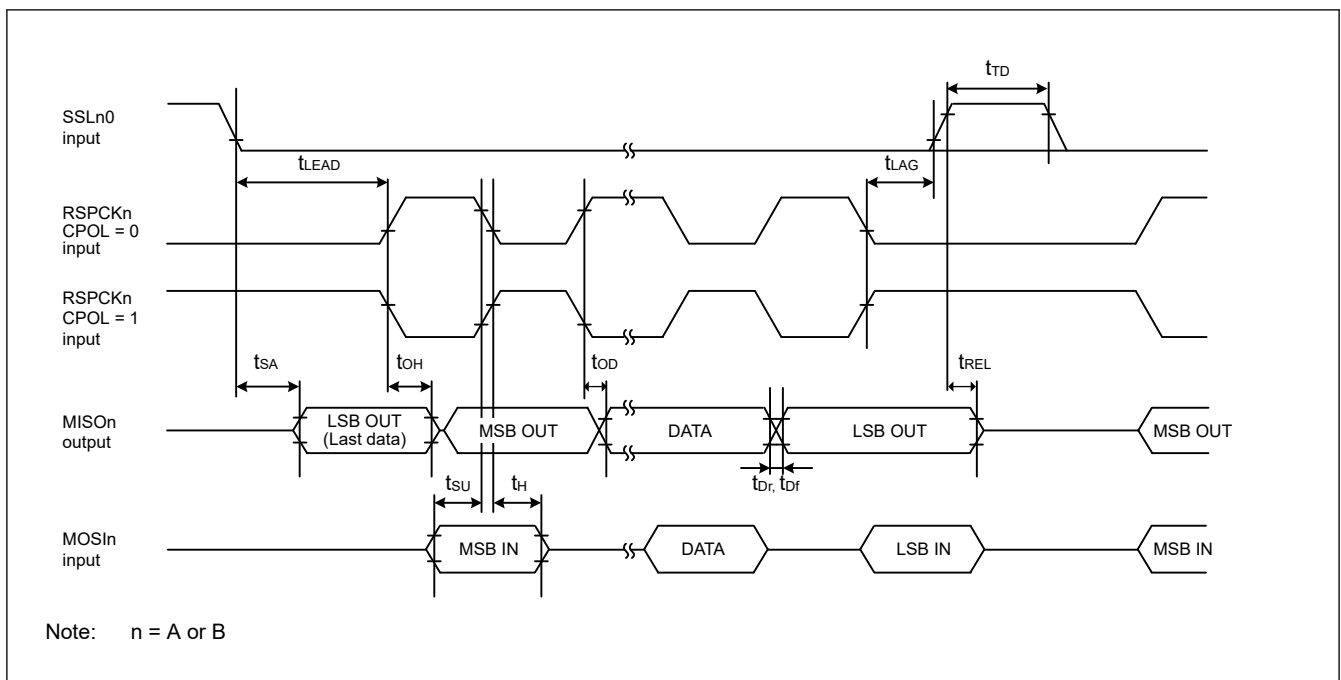 tTD
SSLn0
input
tLEAD
tLAG
RSPCKn
CPOL = 0
input
RSPCKn
CPOL = 1
input
tSA
tOH
tOD
tREL
MISOn
output
LSB OUT
(Last data)
MSB OUT
DATA
LSB OUT
MSB OUT
tSU
tH
tDr, tDf
MOSIn
input
MSB IN
DATA
LSB IN
MSB IN
Note: n = A or B